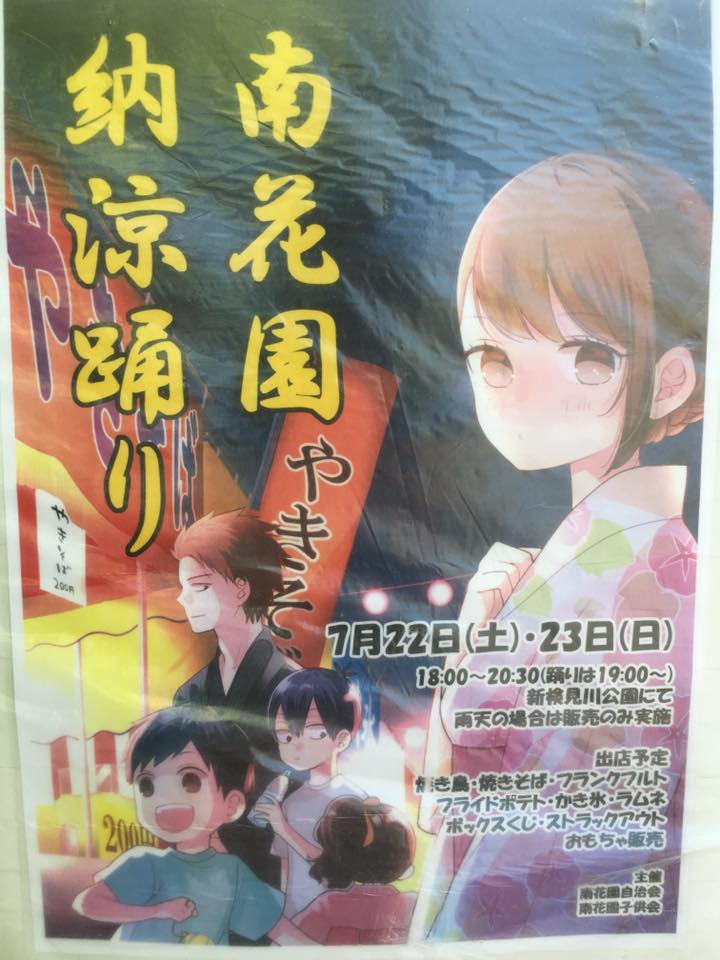 南花園
納涼踊り
やきそば
やきそば
やきそば
200円
7月22日(土)・23日(日)
18:00～20:30(踊りは19:00～)
新検見川公園にて
雨天の場合は販売のみ実施
出店予定
焼き鳥・焼きそば・フランクフルト
フライドポテト・かき氷・ラムネ
ボックスくじ・ストラックアウト
おもちゃ販売
主催
南花園自治会
南花園子供会
200